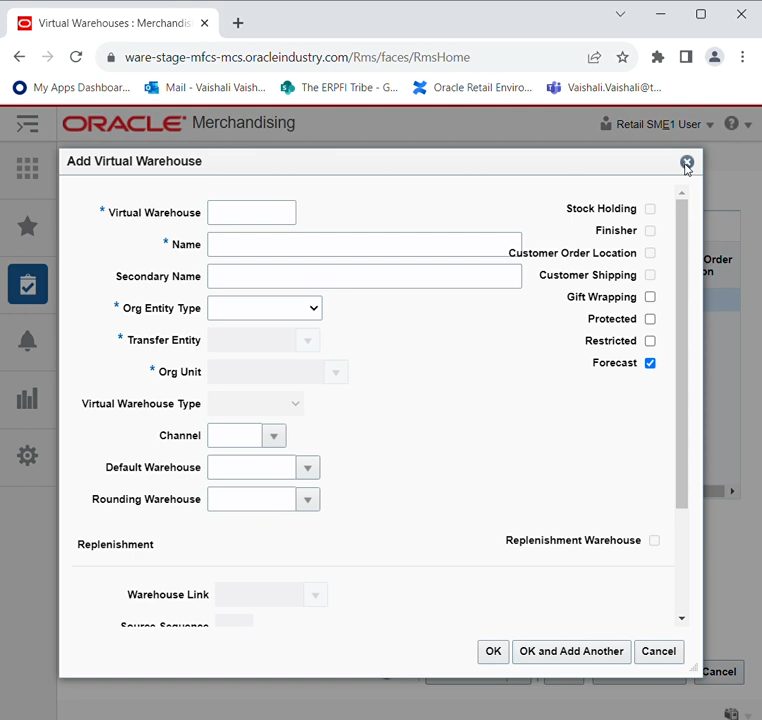 Virtual Warehouses : Merchandis
ware-stage-mfcs-mcs.oracleindustry.com/Rms/faces/RmsHome
My Apps Dashboar... Mail - Vaishali Vaish... The ERPFI Tribe - G... Oracle Retail Enviro... Vaishali.Vaishali@t...
ORACLE Merchandising Retail SME1 User
Add Virtual Warehouse
* Virtual Warehouse
* Name
Secondary Name
* Org Entity Type
* Transfer Entity
* Org Unit
Virtual Warehouse Type
Channel
Default Warehouse
Rounding Warehouse
Stock Holding
Finisher
Customer Order Location
Customer Shipping
Gift Wrapping
Protected
Restricted
Forecast
Order
on
Replenishment
Replenishment Warehouse
Warehouse Link
Source Sequence
OK OK and Add Another Cancel
Cancel